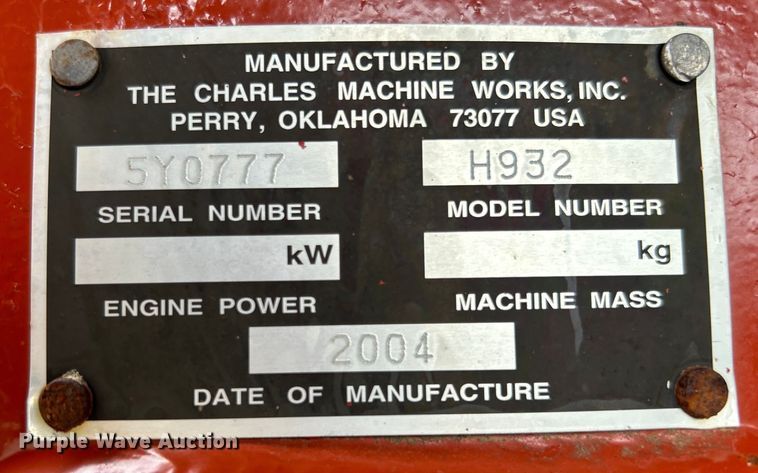 MANUFACTURED BY
THE CHARLES MACHINE WORKS, INC.
PERRY, OKLAHOMA 73077 USA
5Y0777 H932
SERIAL NUMBER MODEL NUMBER
kW kg
ENGINE POWER MACHINE MASS
2004
DATE OF MANUFACTURE
Purple Wave Auction